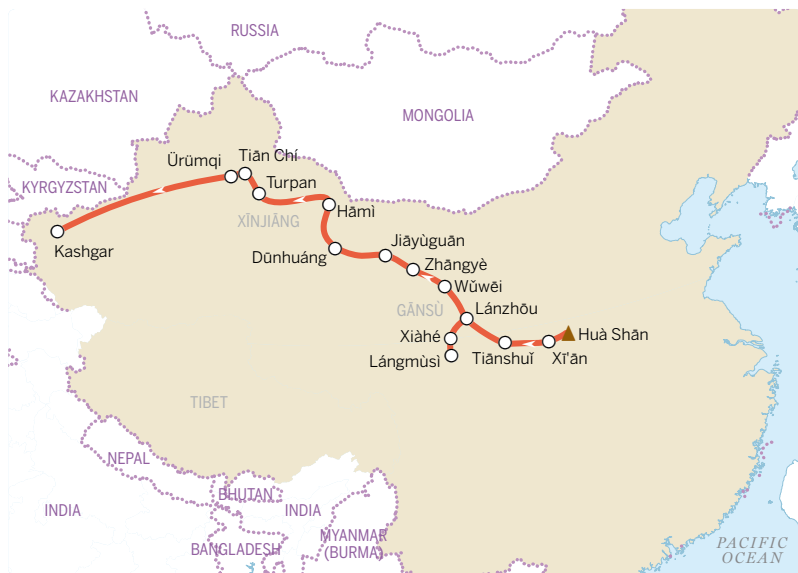 RUSSIA
KAZAKHSTAN
MONGOLIA
Tiān Chí
Ürümqi
KYRGYZSTAN
Turpan
Hāmì
XĪNJIĀNG
Kashgar
Jiāyùguān
Dūnhuáng
Zhāngyè
Wǔwēi
GĀNSÙ
Lánzhōu
Xiàhé
Huà Shān
Lángmùsì
Tiānshuǐ
Xī'ān
TIBET
NEPAL
BHUTAN
INDIA
INDIA
MYANMAR
(BURMA)
BANGLADESH
PACIFIC
OCEAN